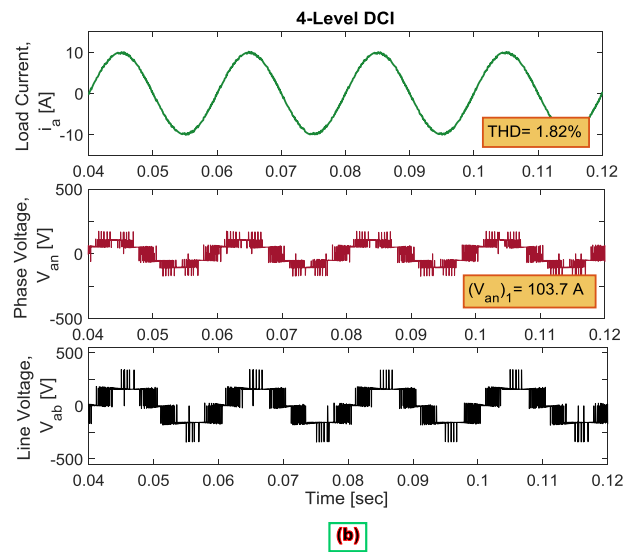 4-Level DCI
Load Current,
i_a [A]
10
0
-10
THD= 1.82%
0.04 0.05 0.06 0.07 0.08 0.09 0.1 0.11 0.12
Phase Voltage,
V_an [V]
500
0
-500
(V_an)_1= 103.7 A
0.04 0.05 0.06 0.07 0.08 0.09 0.1 0.11 0.12
Line Voltage,
V_ab [V]
500
0
-500
0.04 0.05 0.06 0.07 0.08 0.09 0.1 0.11 0.12
Time [sec]
(b)